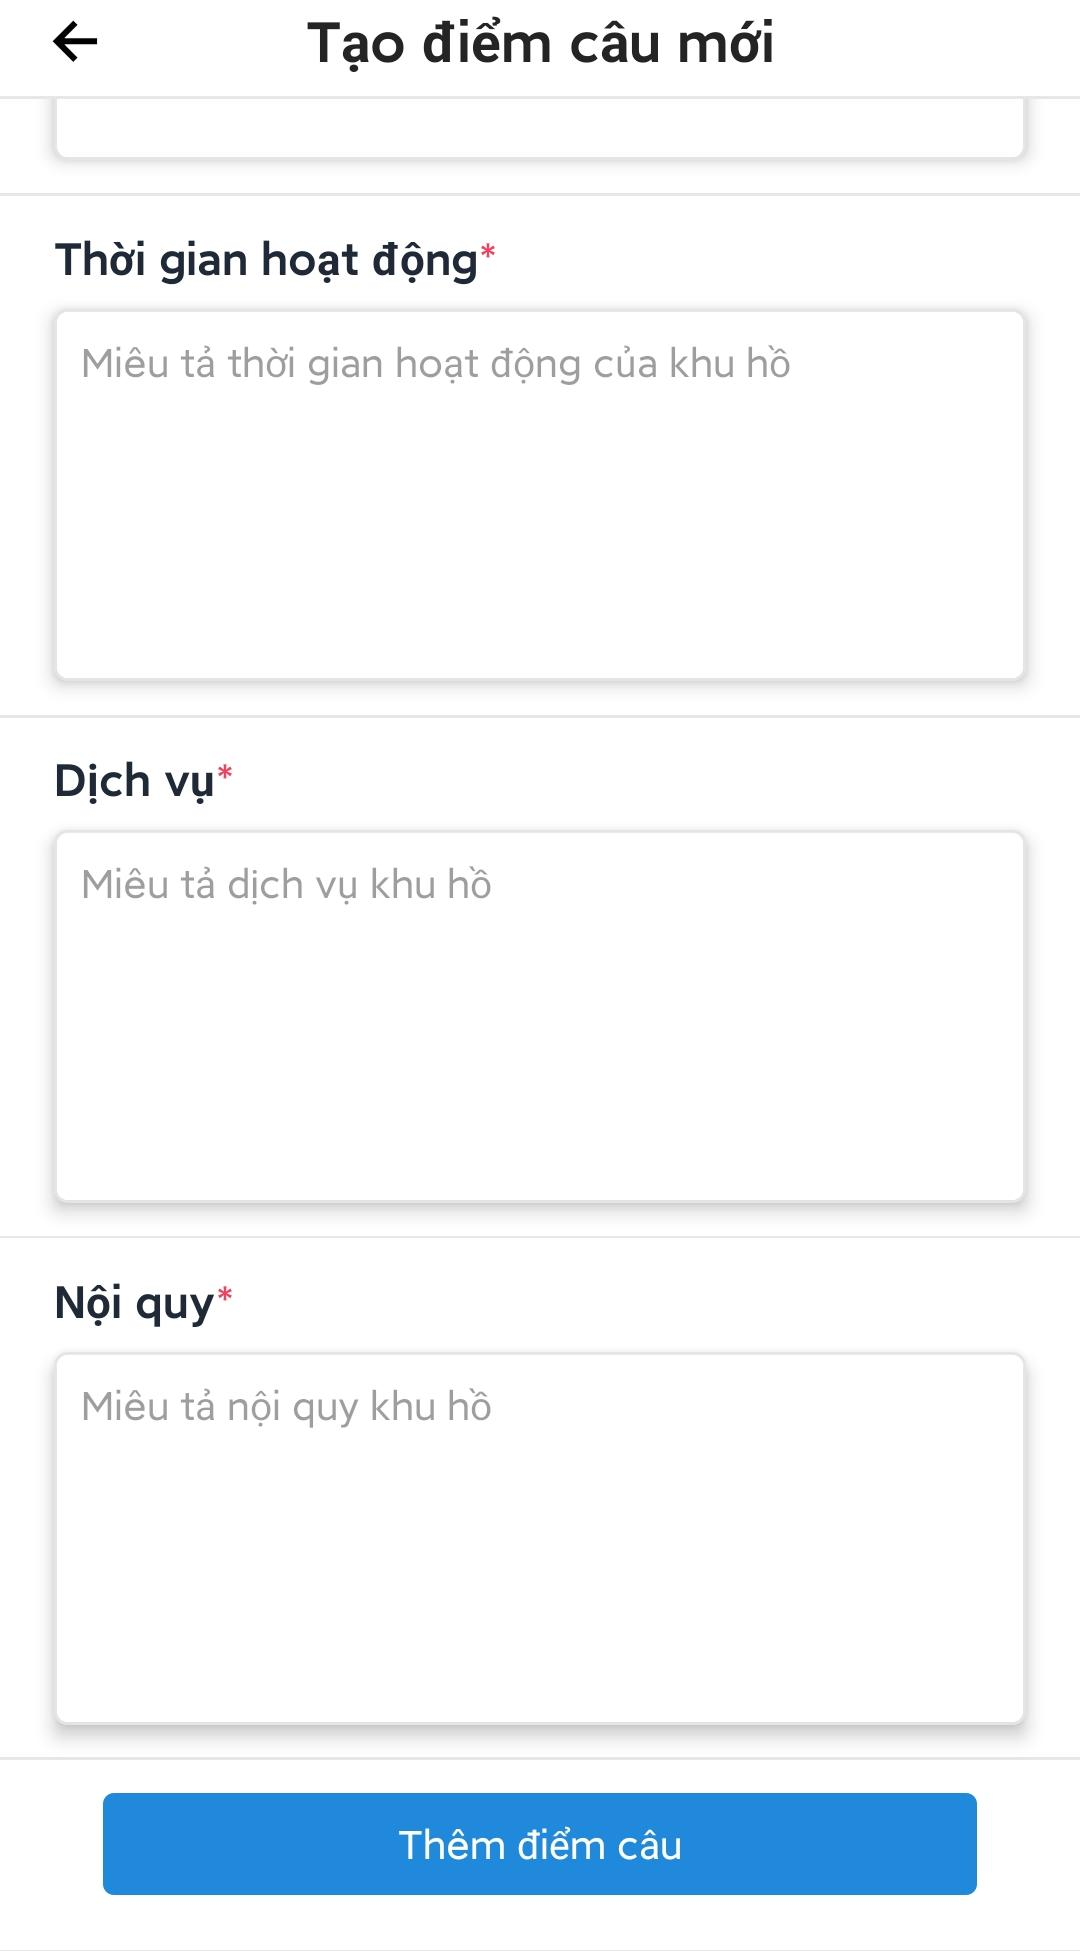 Tạo điểm câu mới
Thời gian hoạt động*
Miêu tả thời gian hoạt động của khu hồ
Dịch vụ*
Miêu tả dịch vụ khu hồ
Nội quy*
Miêu tả nội quy khu hồ
Thêm điểm câu